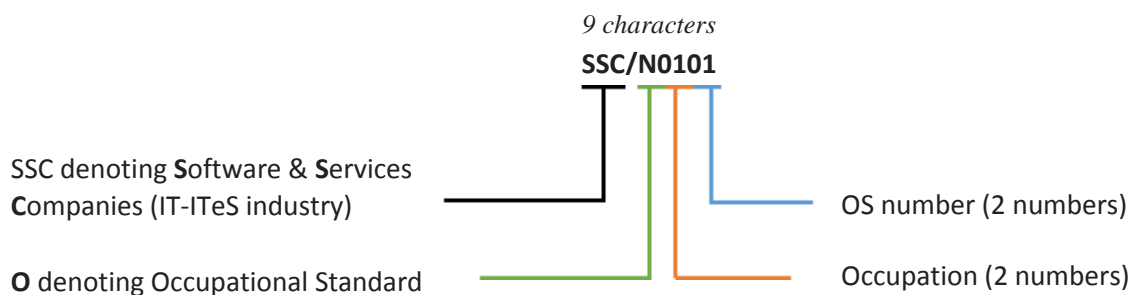 9 characters
SSC/N0101
SSC denoting Software & Services
Companies (IT-ITeS industry)
OS number (2 numbers)
O denoting Occupational Standard
Occupation (2 numbers)